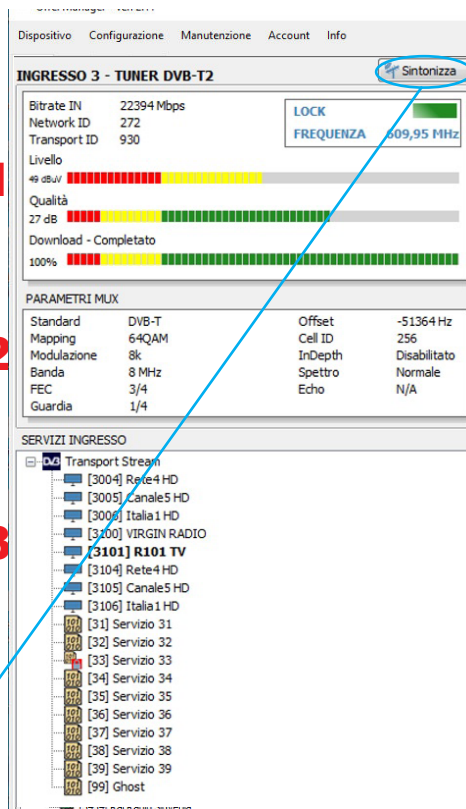 Dispositivo Configurazione Manutenzione Account Info
INGRESSO 3 - TUNER DVB-T2
Sintonizza
Bitrate IN 22394 Mbps
Network ID 272
Transport ID 930
LOCK
FREQUENZA 609,95 MHz
Livello
1
49 dBuV
Qualità
27 dB
Download - Completato
100%
PARAMETRI MUX
Standard DVB-T Offset -51364 Hz
Mapping 64QAM Cell ID 256
2
Modulazione 8k InDepth Disabilitato
Banda 8 MHz Spettro Normale
FEC 3/4 Echo N/A
Guardia 1/4
SERVIZI INGRESSO
DVB Transport Stream
[3004] Rete4 HD
[3005] Canale5 HD
[3006] Italia1 HD
[3100] VIRGIN RADIO
3
[3101] R101 TV
[3104] Rete4 HD
[3105] Canale5 HD
[3106] Italia1 HD
[31] Servizio 31
[32] Servizio 32
[33] Servizio 33
[34] Servizio 34
[35] Servizio 35
[36] Servizio 36
[37] Servizio 37
[38] Servizio 38
[39] Servizio 39
[99] Ghost